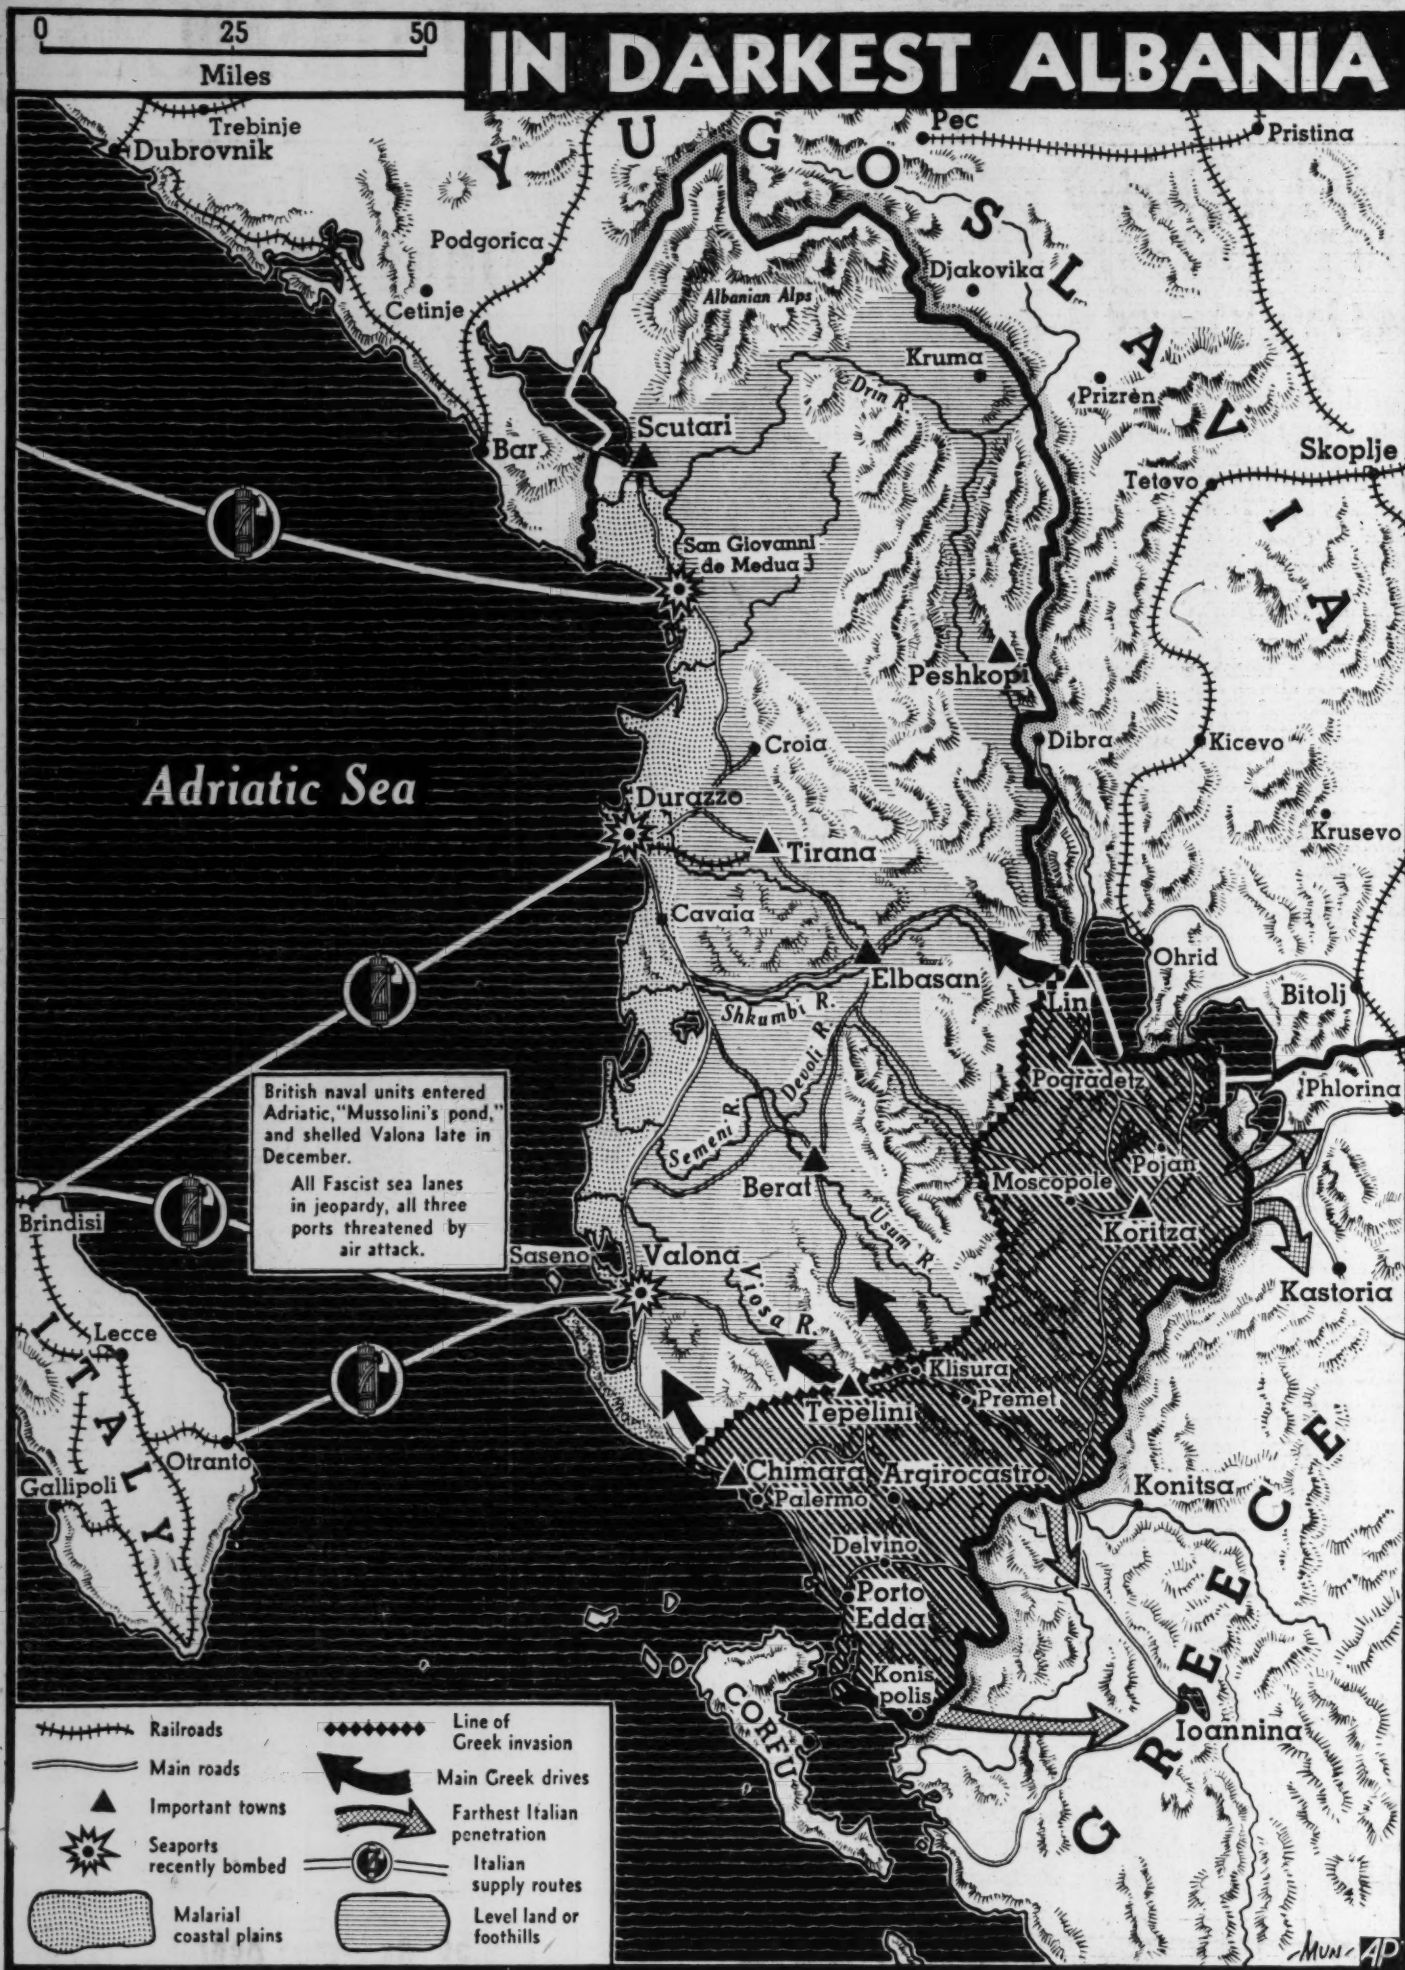 0 25 50
Miles
IN DARKEST ALBANIA
YUGOSLAVIA
Trebinje
Dubrovnik
Pec
Pristina
Podgorica
Cetinje
Djakovika
Albanian Alps
Kruma
Drin R.
Prizren
Scutari
Bar
Skoplje
Tetovo
San Giovanni
de Medua
Peshkopi
Croia
Dibra
Kicevo
Adriatic Sea
Durazzo
Krusevo
Tirana
Cavaia
Elbasan
Ohrid
Lin
Bitolj
Shkumbi R.
Devoli R.
Pogradetz
Phlorina
British naval units entered
Adriatic, "Mussolini's pond,"
and shelled Valona late in
December.
All Fascist sea lanes
in jeopardy, all three
ports threatened by
air attack.
Semeni R.
Berat
Moscopole
Pojan
Koritza
Brindisi
Usum R.
Saseno
Valona
Viosa R.
Kastoria
Lecce
ITALY
Klisura
Premet
Tepelini
Otranto
Gallipoli
Chimara
Argirocastro
Palermo
Konitsa
Delvino
Porto
Edda
GREECE
Konis
polis
CORFU
Ioannina
Railroads
Main roads
Important towns
Seaports
recently bombed
Malarial
coastal plains
Line of
Greek invasion
Main Greek drives
Farthest Italian
penetration
Italian
supply routes
Level land or
foothills
MUN AP